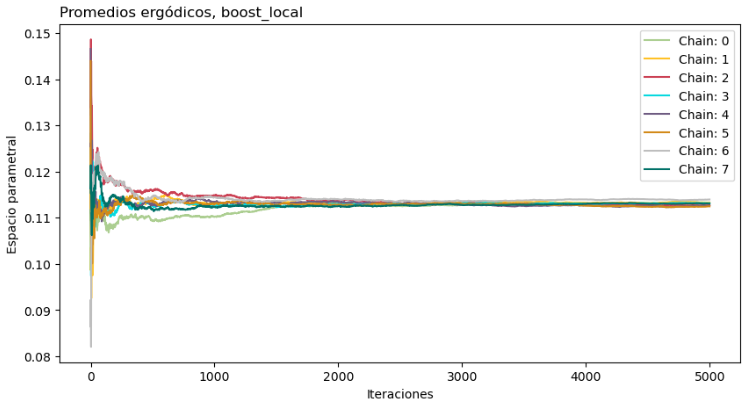 Promedios ergódicos, boost_local
0.15
0.14
0.13
0.12
0.11
0.10
0.09
0.08
Espacio parametral
Chain: 0
Chain: 1
Chain: 2
Chain: 3
Chain: 4
Chain: 5
Chain: 6
Chain: 7
0
1000
2000
3000
4000
5000
Iteraciones